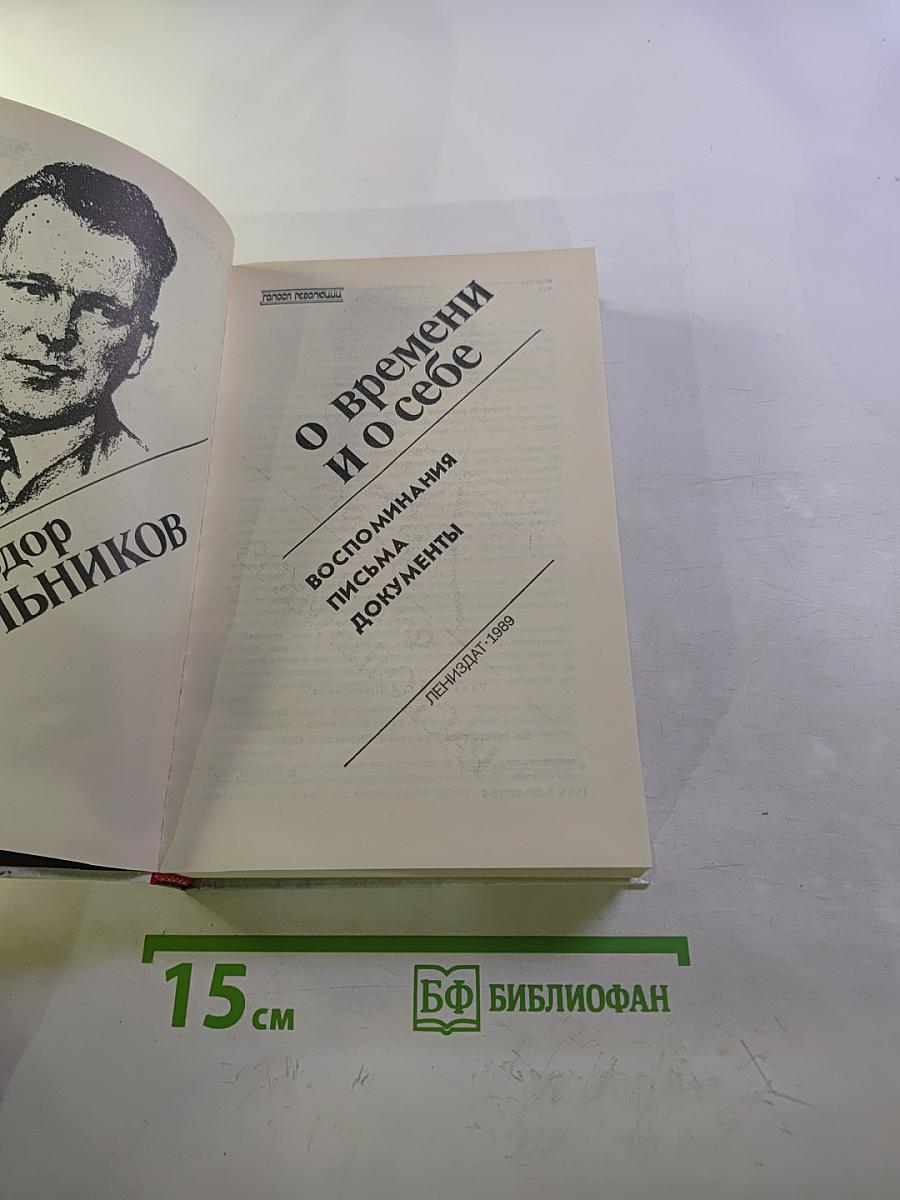 дор
ЛЬНИКОВ
ГОЛОСА РЕВОЛЮЦИИ
О времени
и о себе
ВОСПОМИНАНИЯ
ПИСЬМА
ДОКУМЕНТЫ
ЛЕНИЗДАТ·1989
15 см
БФ БИБЛИОФАН